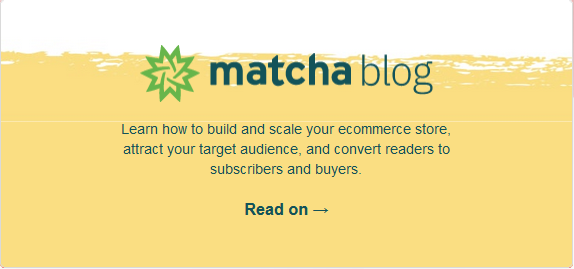 matcha blog
Learn how to build and scale your ecommerce store,
attract your target audience, and convert readers to
subscribers and buyers.
Read on →